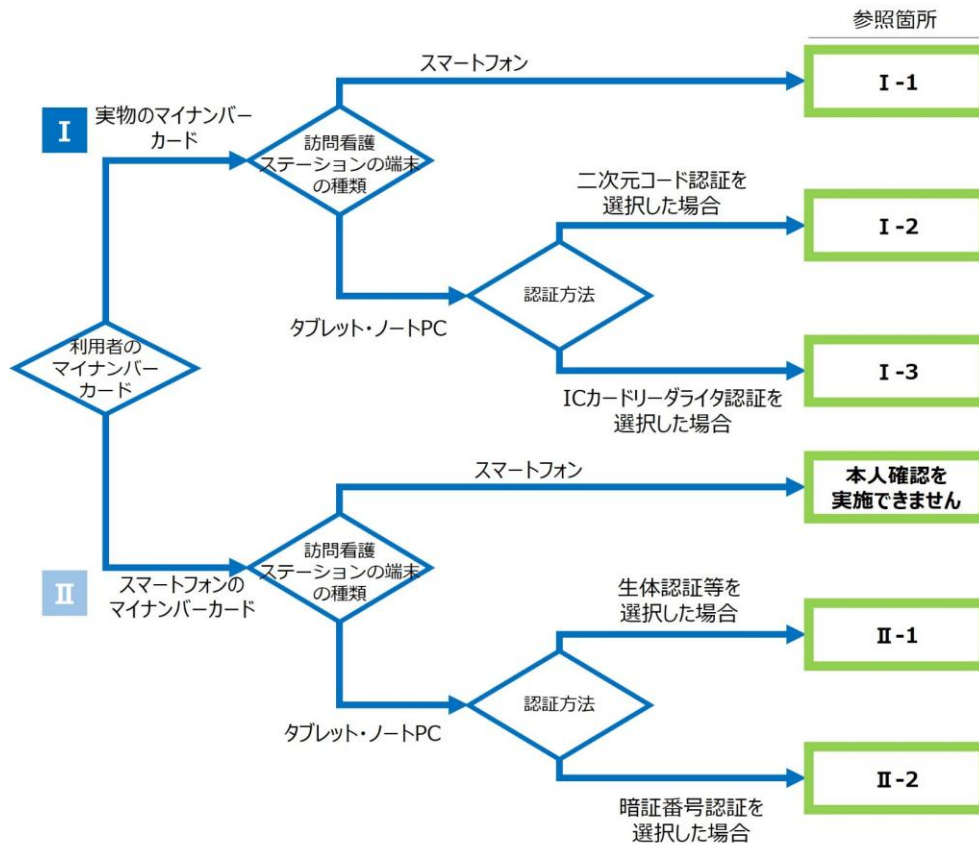 参照箇所
スマートフォン
Ⅰ-1
Ⅰ
実物のマイナンバー
カード
訪問看護
ステーションの端末
の種類
二次元コード認証を
選択した場合
Ⅰ-2
認証方法
タブレット・ノートPC
利用者の
マイナンバー
カード
ICカードリーダライタ認証を
選択した場合
Ⅰ-3
スマートフォン
本人確認を
実施できません
訪問看護
ステーションの端末
の種類
Ⅱ
スマートフォンの
マイナンバーカード
生体認証等を
選択した場合
Ⅱ-1
認証方法
タブレット・ノートPC
Ⅱ-2
暗証番号認証を
選択した場合